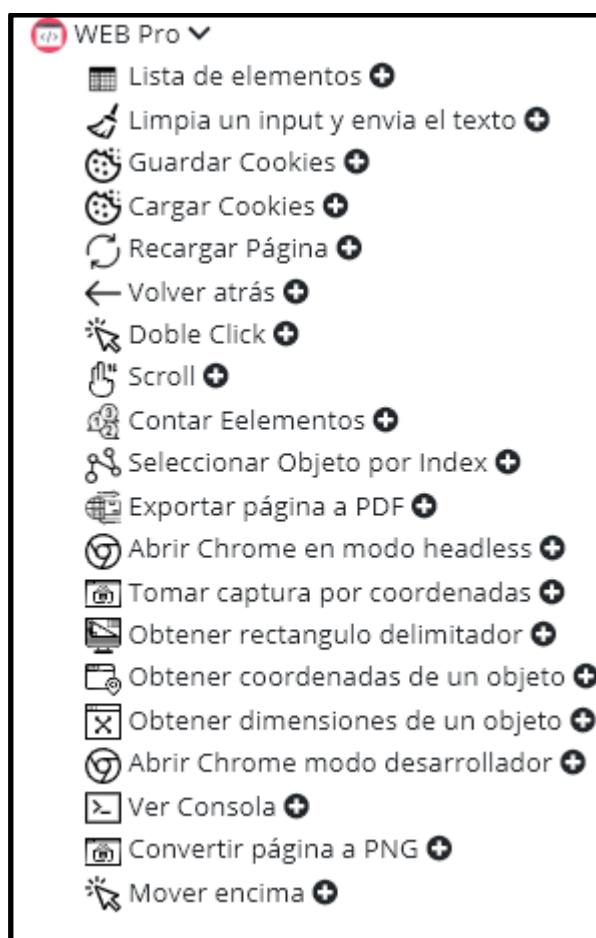 WEB Pro
Lista de elementos
Limpia un input y envia el texto
Guardar Cookies
Cargar Cookies
Recargar Página
Volver atrás
Doble Click
Scroll
Contar Eelementos
Seleccionar Objeto por Index
Exportar página a PDF
Abrir Chrome en modo headless
Tomar captura por coordenadas
Obtener rectangulo delimitador
Obtener coordenadas de un objeto
Obtener dimensiones de un objeto
Abrir Chrome modo desarrollador
Ver Consola
Convertir página a PNG
Mover encima